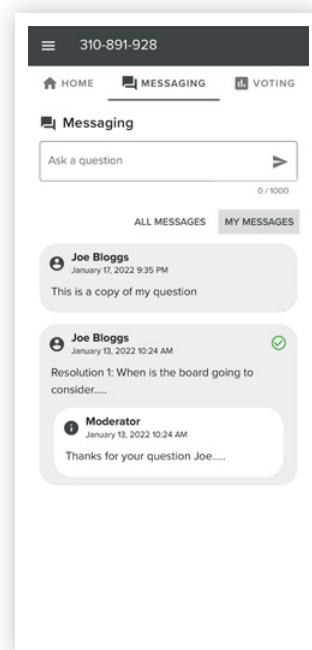 310-891-928
HOME MESSAGING VOTING
Messaging
Ask a question
0 / 1000
ALL MESSAGES MY MESSAGES
Joe Bloggs
January 17, 2022 9:35 PM
This is a copy of my question
Joe Bloggs
January 13, 2022 10:24 AM
Resolution 1: When is the board going to
consider.....
Moderator
January 13, 2022 10:24 AM
Thanks for your question Joe.....